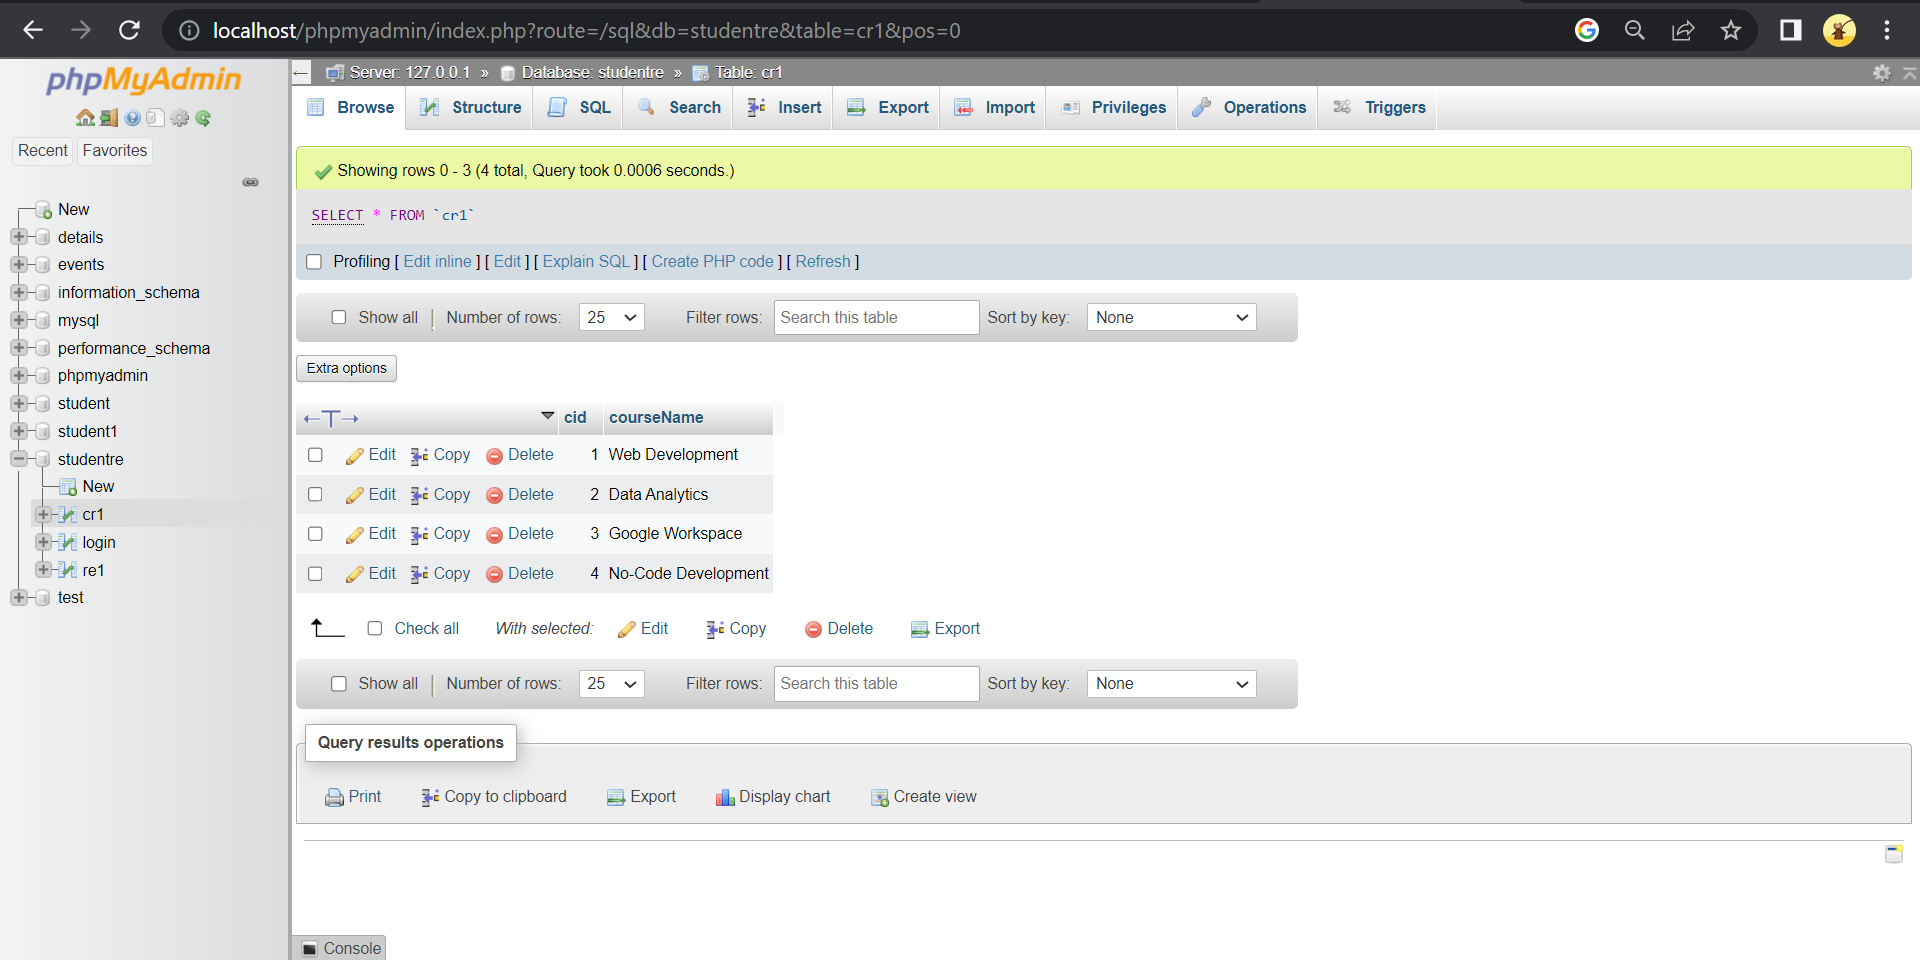 localhost/phpmyadmin/index.php?route=/sql&db=studentre&table=cr1&pos=0
phpMyAdmin
Recent Favorites
New
details
events
information_schema
mysql
performance_schema
phpmyadmin
student
student1
studentre
New
cr1
login
re1
test
Server: 127.0.0.1 » Database: studentre » Table: cr1
Browse Structure SQL Search Insert Export Import Privileges Operations Triggers
Showing rows 0 - 3 (4 total, Query took 0.0006 seconds.)
SELECT * FROM `cr1`
Profiling [ Edit inline ] [ Edit ] [ Explain SQL ] [ Create PHP code ] [ Refresh ]
Show all | Number of rows: 25 Filter rows: Search this table Sort by key: None
Extra options
←T→ cid courseName
Edit Copy Delete 1 Web Development
Edit Copy Delete 2 Data Analytics
Edit Copy Delete 3 Google Workspace
Edit Copy Delete 4 No-Code Development
Check all With selected: Edit Copy Delete Export
Show all | Number of rows: 25 Filter rows: Search this table Sort by key: None
Query results operations
Print Copy to clipboard Export Display chart Create view
Console